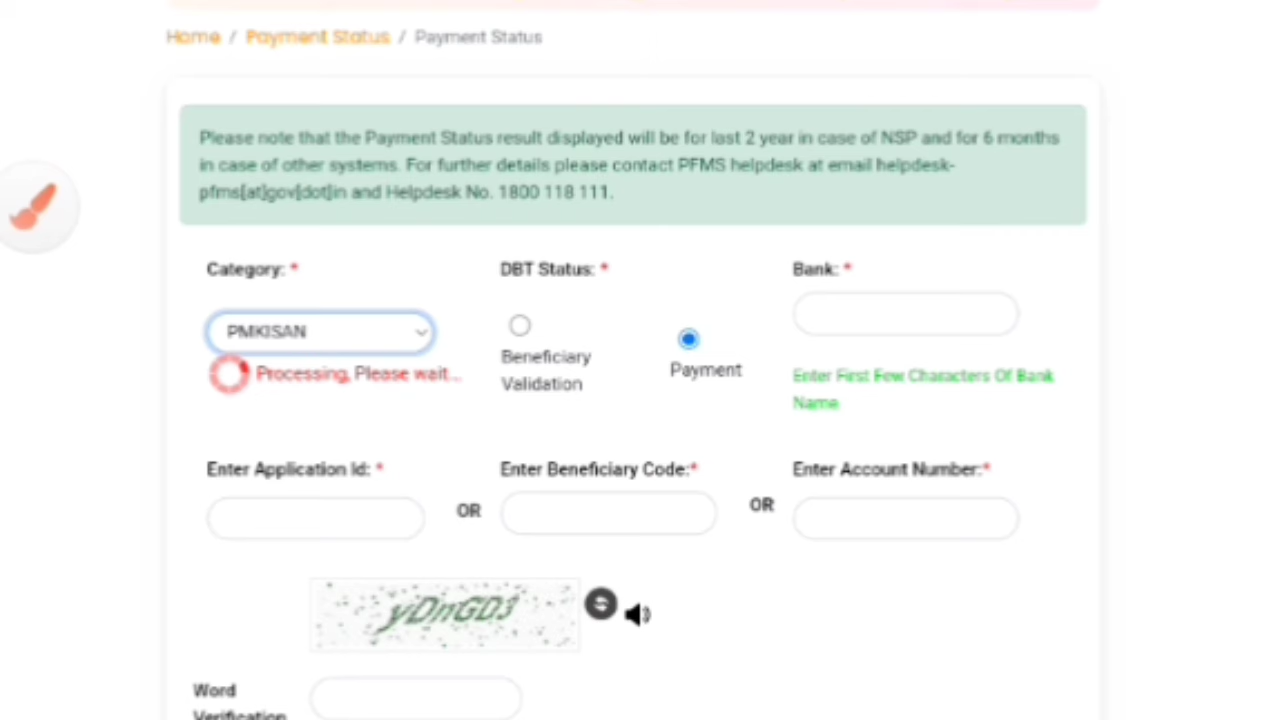 Home / Payment Status / Payment Status
Please note that the Payment Status result displayed will be for last 2 year in case of NSP and for 6 months
in case of other systems. For further details please contact PFMS helpdesk at email helpdesk-
pfms[at]gov[dot]in and Helpdesk No. 1800 118 111.
Category: *
DBT Status: *
Bank: *
PMKISAN
Processing, Please wait...
Beneficiary
Validation
Payment
Enter First Few Characters Of Bank
Name
Enter Application Id: *
OR
Enter Beneficiary Code:*
OR
Enter Account Number:*
yDnGD3
Word
Verification